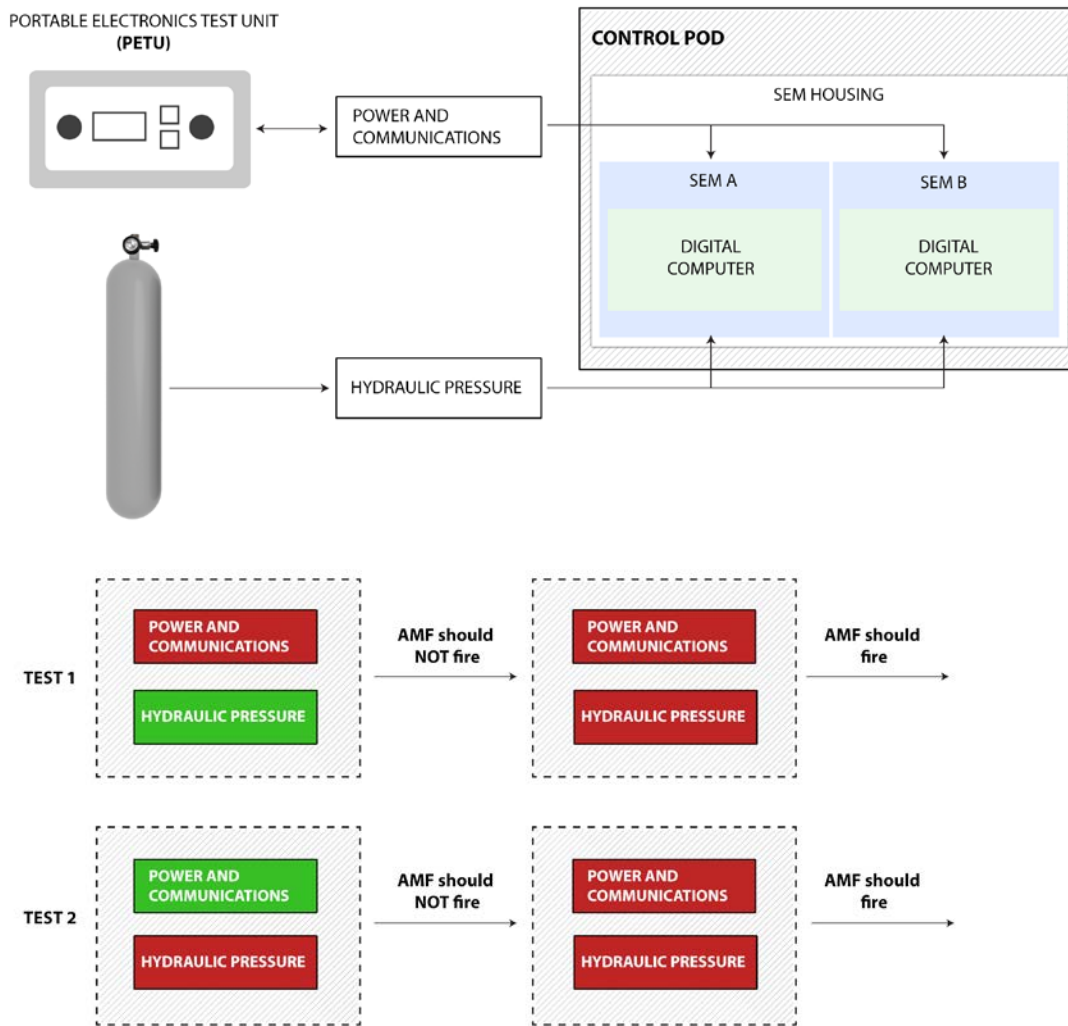 PORTABLE ELECTRONICS TEST UNIT
(PETU)
CONTROL POD
SEM HOUSING
POWER AND
COMMUNICATIONS
SEM A
SEM B
DIGITAL
COMPUTER
DIGITAL
COMPUTER
HYDRAULIC PRESSURE
TEST 1
POWER AND
COMMUNICATIONS
HYDRAULIC PRESSURE
AMF should
NOT fire
POWER AND
COMMUNICATIONS
HYDRAULIC PRESSURE
AMF should
fire
TEST 2
POWER AND
COMMUNICATIONS
HYDRAULIC PRESSURE
AMF should
NOT fire
POWER AND
COMMUNICATIONS
HYDRAULIC PRESSURE
AMF should
fire